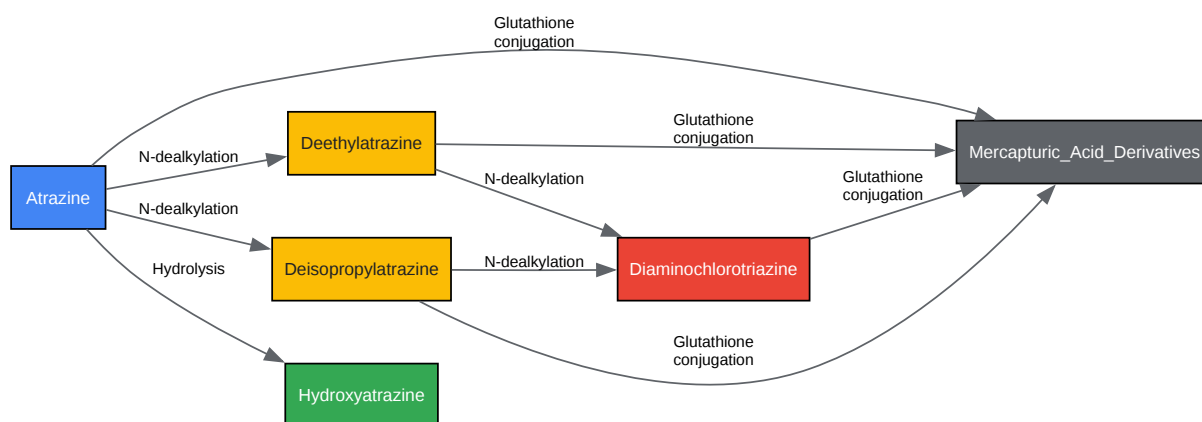 Glutathione
conjugation
Deethylatrazine
Glutathione
conjugation
Mercapturic_Acid_Derivatives
N-dealkylation
Atrazine
N-dealkylation
Glutathione
conjugation
N-dealkylation
Hydrolysis
Deisopropylatrazine
N-dealkylation
Diaminochlorotriazine
Glutathione
conjugation
Hydroxyatrazine